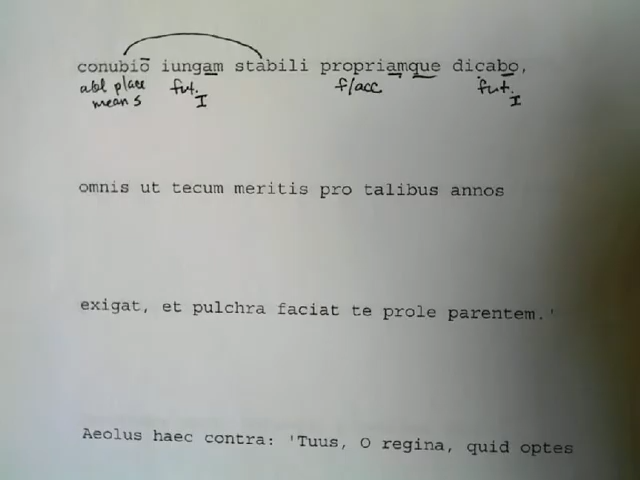 conubiō iungam stabili propriamque dicabo,
abl place fut. f/acc fut.
means I I
omnis ut tecum meritis pro talibus annos
exigat, et pulchra faciat te prole parentem.'
Aeolus haec contra: 'Tuus, O regina, quid optes